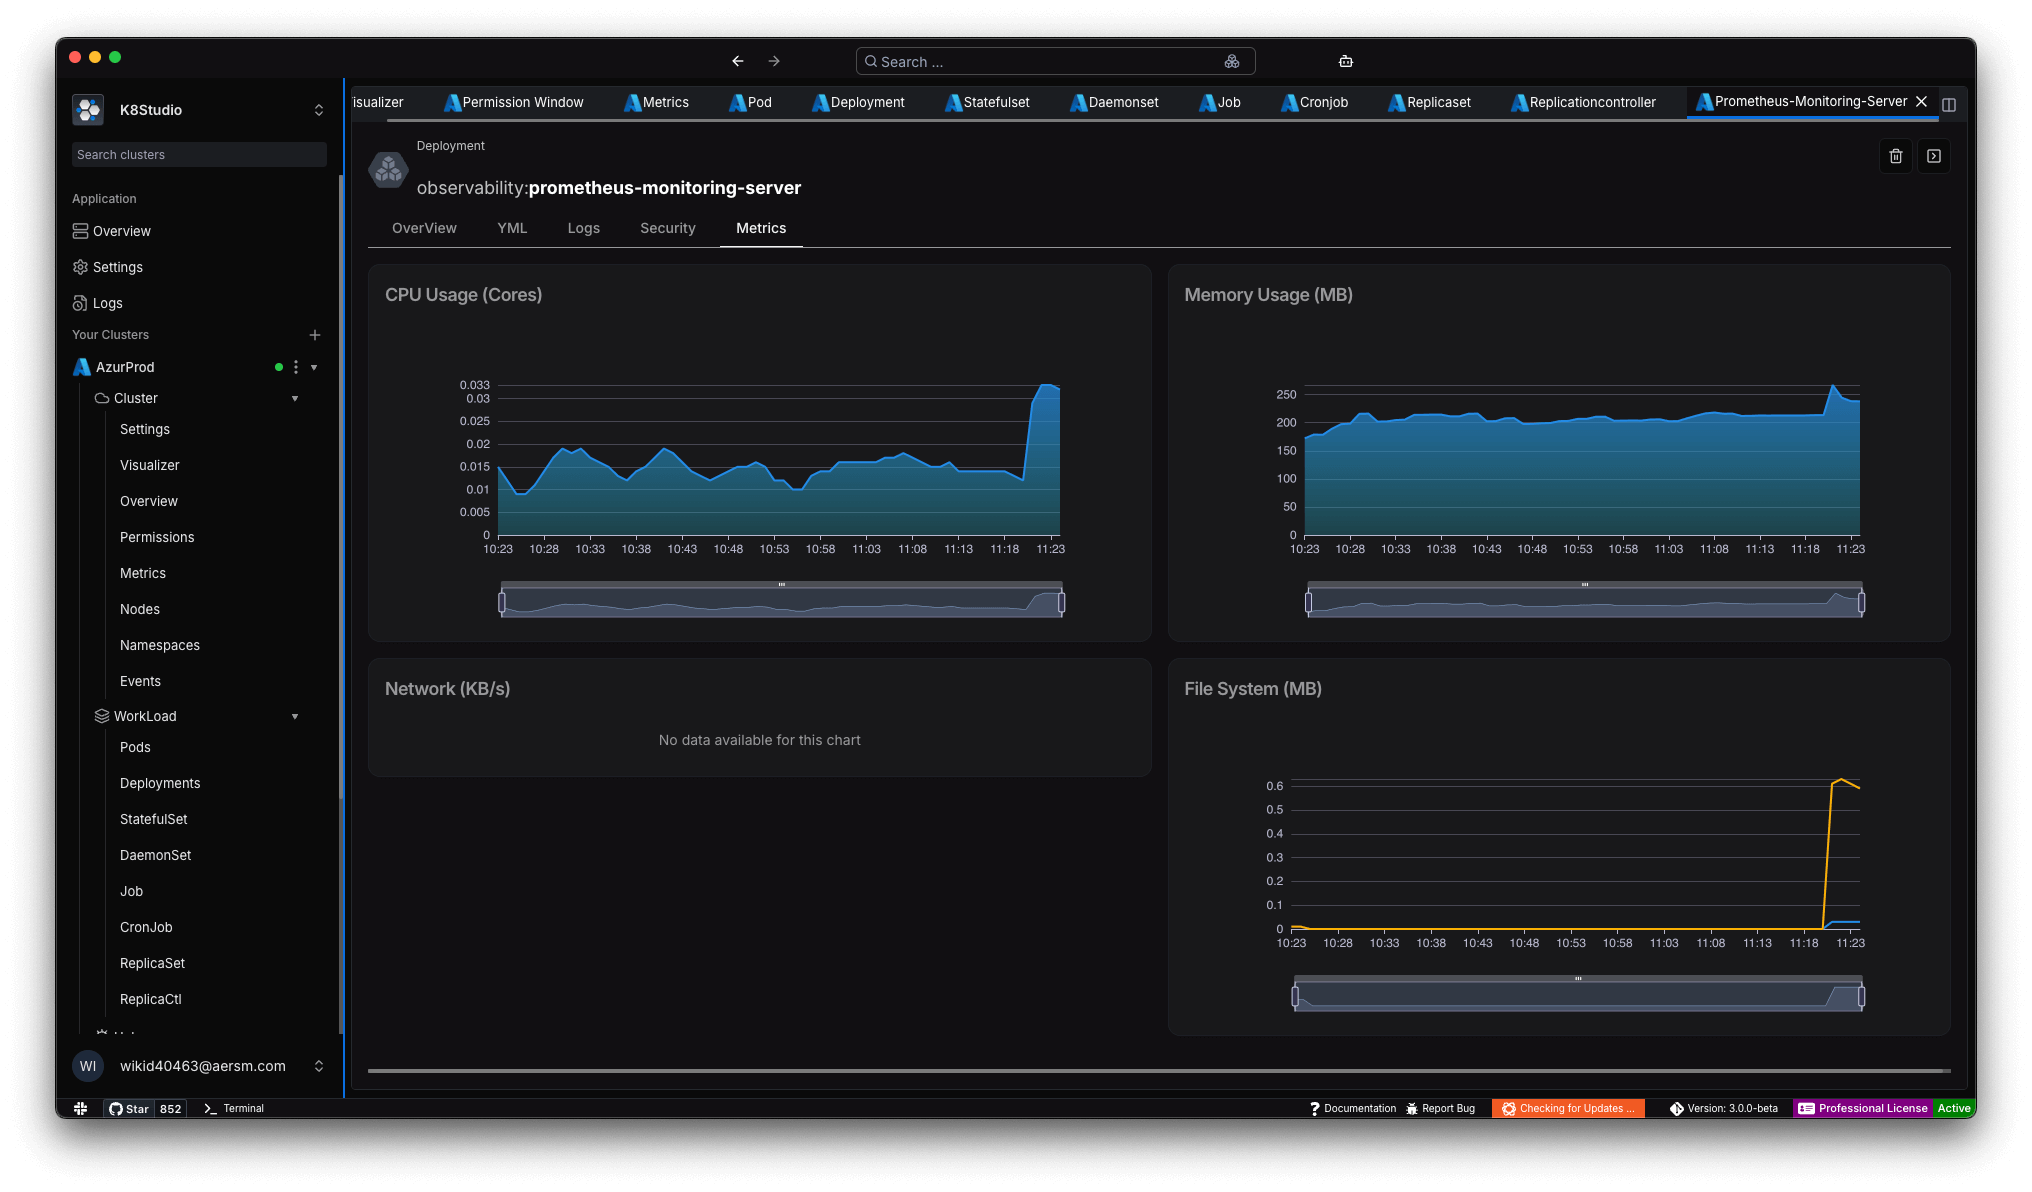 Search ...
K8Studio
Search clusters
Application
Overview
Settings
Logs
Your Clusters
AzurProd
Cluster
Settings
Visualizer
Overview
Permissions
Metrics
Nodes
Namespaces
Events
WorkLoad
Pods
Deployments
StatefulSet
DaemonSet
Job
CronJob
ReplicaSet
ReplicaCtl
WI wikid40463@aersm.com
isualizer Permission Window Metrics Pod Deployment Statefulset Daemonset Job Cronjob Replicaset Replicationcontroller Prometheus-Monitoring-Server
Deployment
observability:prometheus-monitoring-server
OverView YML Logs Security Metrics
CPU Usage (Cores)
0.033
0.03
0.025
0.02
0.015
0.01
0.005
0
10:23 10:28 10:33 10:38 10:43 10:48 10:53 10:58 11:03 11:08 11:13 11:18 11:23
Memory Usage (MB)
250
200
150
100
50
0
10:23 10:28 10:33 10:38 10:43 10:48 10:53 10:58 11:03 11:08 11:13 11:18 11:23
Network (KB/s)
No data available for this chart
File System (MB)
0.6
0.5
0.4
0.3
0.2
0.1
0
10:23 10:28 10:33 10:38 10:43 10:48 10:53 10:58 11:03 11:08 11:13 11:18 11:23
Star 852 Terminal Documentation Report Bug Checking for Updates ... Version: 3.0.0-beta Professional License Active